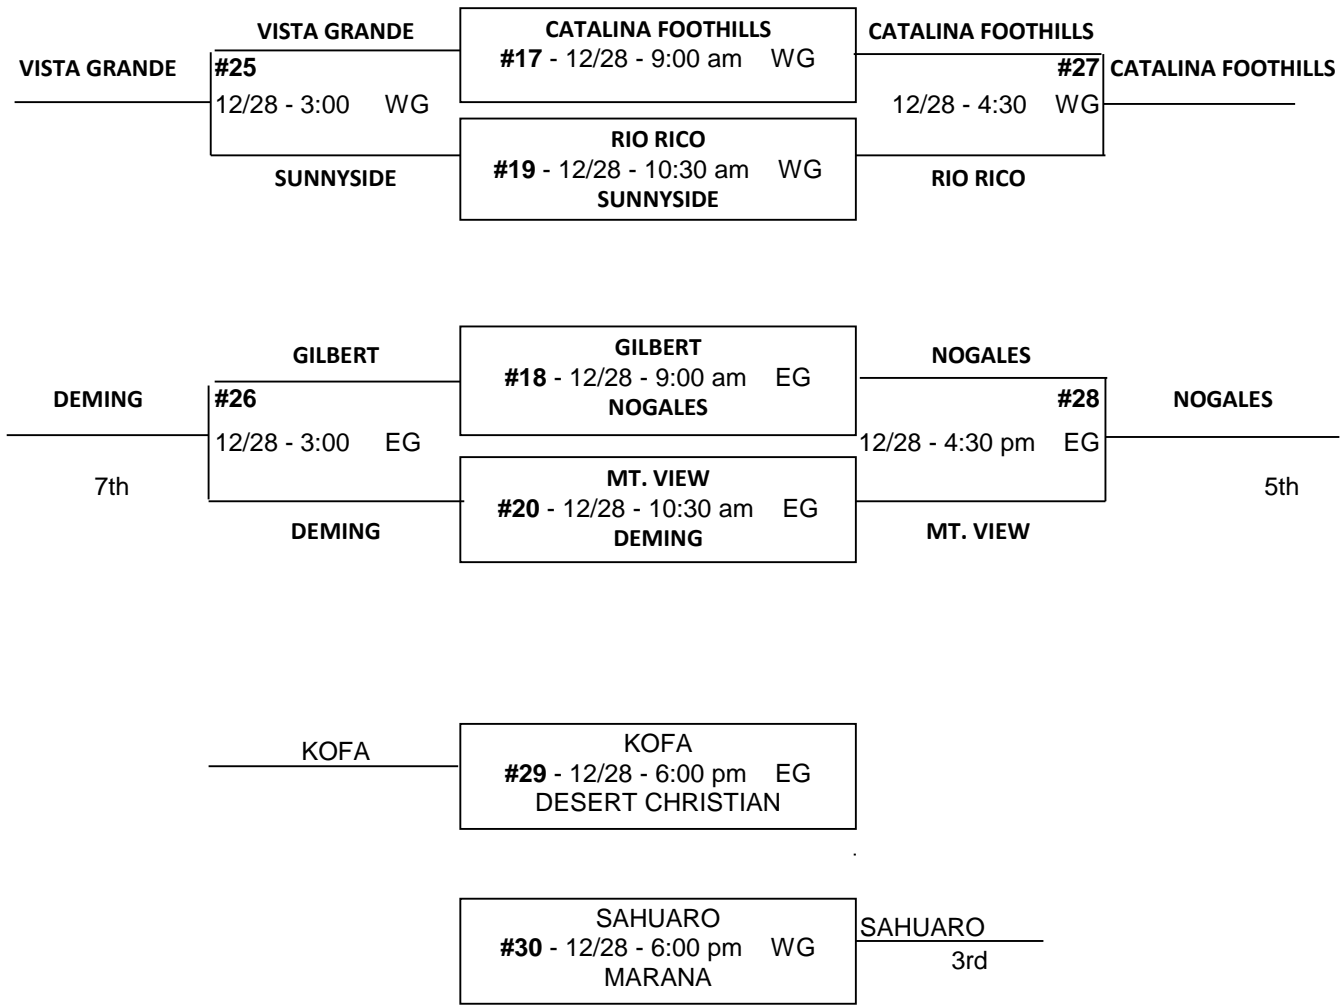 VISTA GRANDE CATALINA FOOTHILLS CATALINA FOOTHILLS
VISTA GRANDE #25 #17 - 12/28 - 9:00 am WG #27 CATALINA FOOTHILLS
12/28 - 3:00 WG 12/28 - 4:30 WG
RIO RICO
SUNNYSIDE #19 - 12/28 - 10:30 am WG RIO RICO
SUNNYSIDE
GILBERT GILBERT NOGALES
#18 - 12/28 - 9:00 am EG
DEMING #26 NOGALES #28 NOGALES
12/28 - 3:00 EG 12/28 - 4:30 pm EG
7th MT. VIEW 5th
#20 - 12/28 - 10:30 am EG
DEMING DEMING MT. VIEW
KOFA KOFA
#29 - 12/28 - 6:00 pm EG
DESERT CHRISTIAN
.
SAHUARO SAHUARO
#30 - 12/28 - 6:00 pm WG 3rd
MARANA